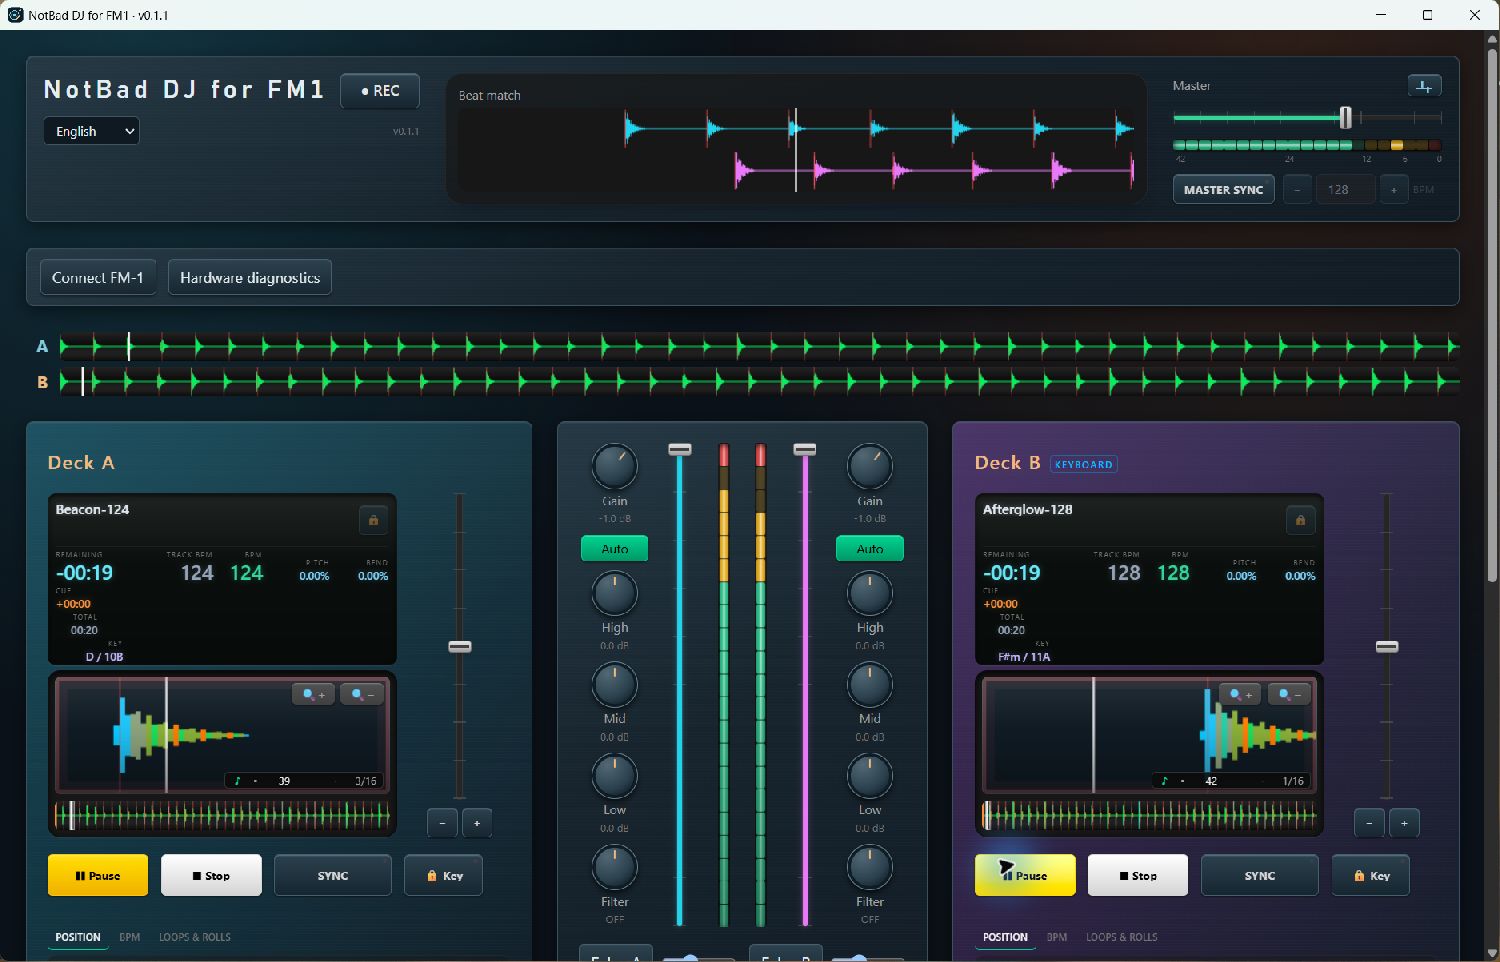 NotBad DJ for FM1 · v0.1.1
NotBad DJ for FM1
● REC
English
v0.1.1
Beat match
Master
42 24 12 6 0
MASTER SYNC - 128 + BPM
Connect FM-1
Hardware diagnostics
A
B
Deck A
Beacon-124
REMAINING TRACK BPM BPM PITCH BEND
-00:19 124 124 0.00% 0.00%
CUE
+00:00
TOTAL
00:20
KEY
D / 10B
+ -
39 3/16
- +
Pause
Stop
SYNC
Key
POSITION BPM LOOPS & ROLLS
Gain
-1.0 dB
Auto
High
0.0 dB
Mid
0.0 dB
Low
0.0 dB
Filter
OFF
Gain
-1.0 dB
Auto
High
0.0 dB
Mid
0.0 dB
Low
0.0 dB
Filter
OFF
Deck B KEYBOARD
Afterglow-128
REMAINING TRACK BPM BPM PITCH BEND
-00:19 128 128 0.00% 0.00%
CUE
+00:00
TOTAL
00:20
KEY
F#m / 11A
+ -
42 1/16
- +
Pause
Stop
SYNC
Key
POSITION BPM LOOPS & ROLLS